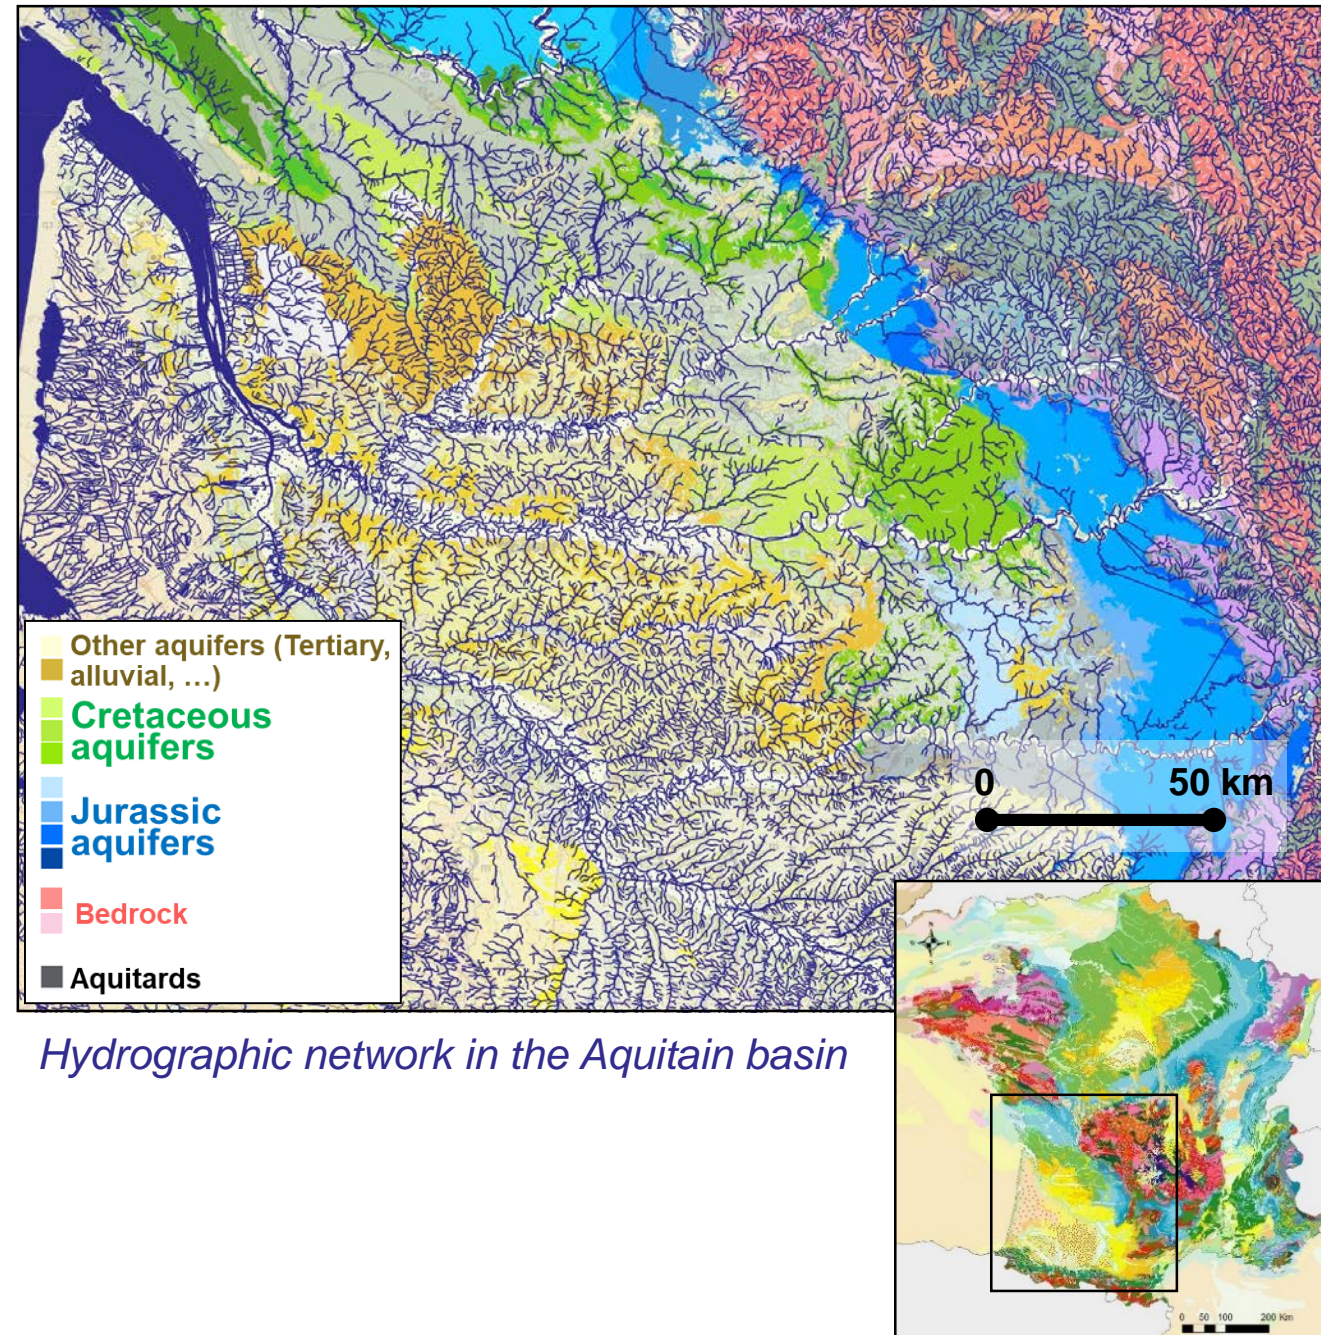 Other aquifers (Tertiary,
alluvial, …)
Cretaceous
aquifers
Jurassic
aquifers
Bedrock
Aquitards
0 50 km
Hydrographic network in the Aquitain basin
N
W E
S
0 50 100 200 Km